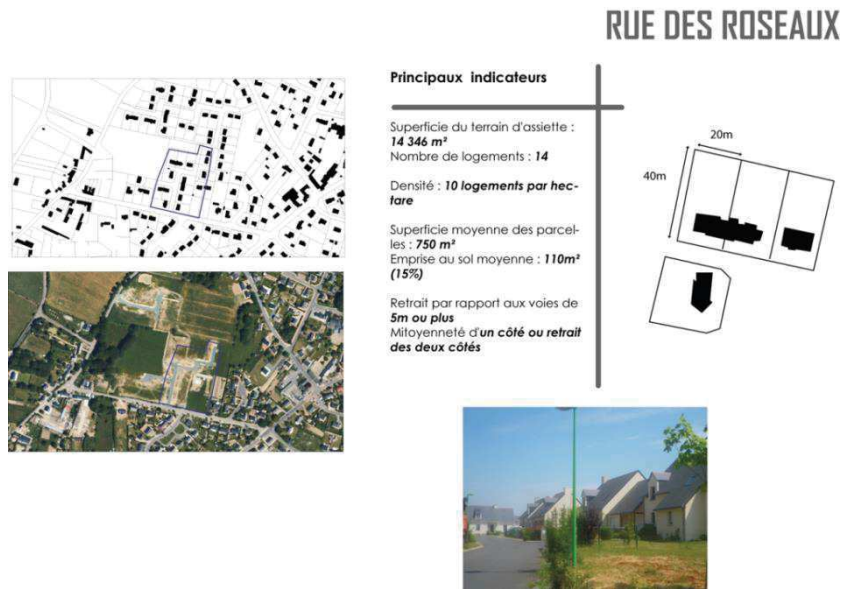 RUE DES ROSEAUX
Principaux indicateurs
Superficie du terrain d'assiette :
14 346 m²
Nombre de logements : 14
Densité : 10 logements par hec-
tare
Superficie moyenne des parcel-
les : 750 m²
Emprise au sol moyenne : 110m²
(15%)
Retrait par rapport aux voies de
5m ou plus
Mitoyenneté d'un côté ou retrait
des deux côtés
20m
40m